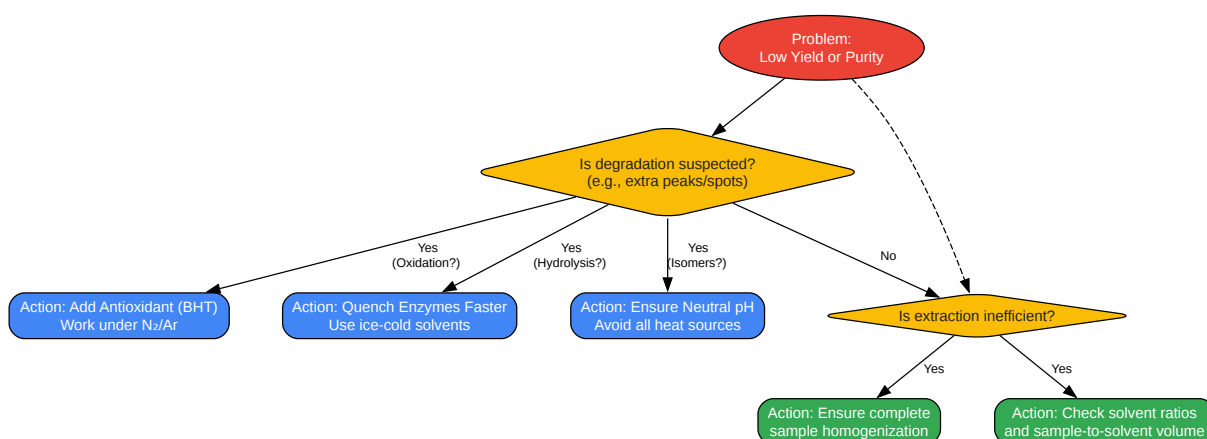 Problem:
Low Yield or Purity
Is degradation suspected?
(e.g., extra peaks/spots)
Yes
(Oxidation?)
Yes
(Hydrolysis?)
Yes
(Isomers?)
No
Action: Add Antioxidant (BHT)
Work under N₂/Ar
Action: Quench Enzymes Faster
Use ice-cold solvents
Action: Ensure Neutral pH
Avoid all heat sources
Is extraction inefficient?
Yes
Yes
Action: Ensure complete
sample homogenization
Action: Check solvent ratios
and sample-to-solvent volume